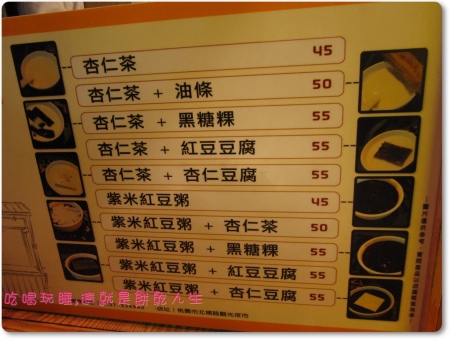 杏仁茶 45
杏仁茶 + 油條 50
杏仁茶 + 黑糖粿 55
杏仁茶 + 紅豆豆腐 55
杏仁茶 + 杏仁豆腐 55
紫米紅豆粥 45
紫米紅豆粥 + 杏仁茶 50
紫米紅豆粥 + 黑糖粿 55
紫米紅豆粥 + 紅豆豆腐 55
紫米紅豆粥 + 杏仁豆腐 55
吃喝玩睡,這就是餅乾人生